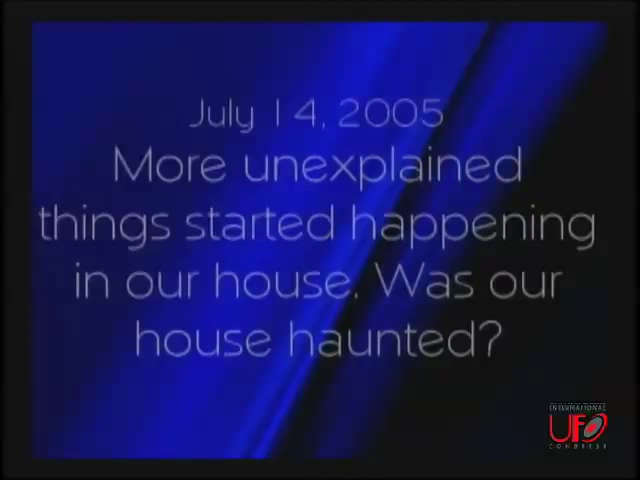 July 14, 2005
More unexplained
things started happening
in our house. Was our
house haunted?
INTERNATIONAL
UFO
CONGRESS